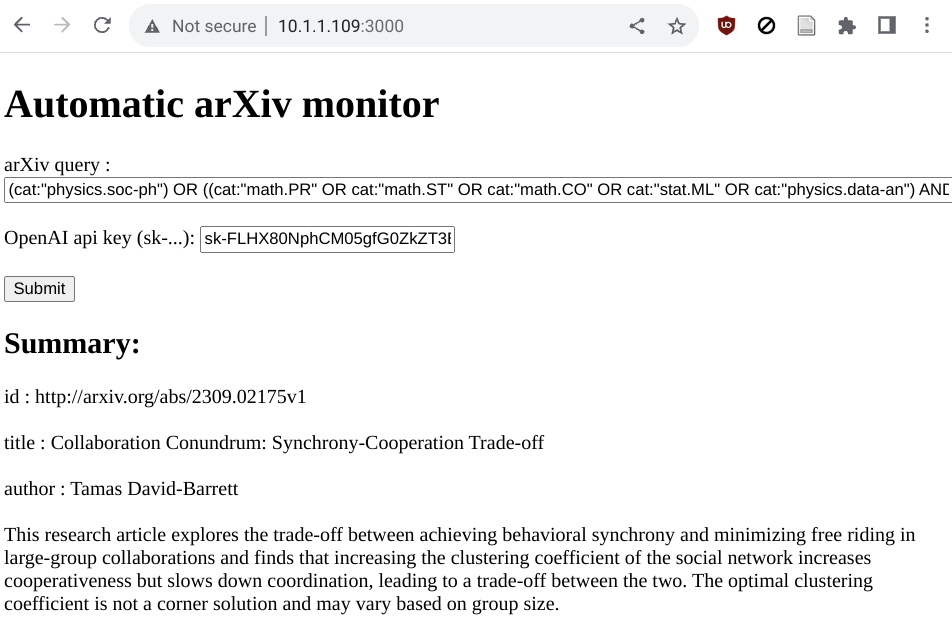 Not secure | 10.1.1.109:3000
Automatic arXiv monitor
arXiv query :
(cat:"physics.soc-ph") OR ((cat:"math.PR" OR cat:"math.ST" OR cat:"math.CO" OR cat:"stat.ML" OR cat:"physics.data-an") AND
OpenAI api key (sk-...): sk-FLHX80NphCM05gfG0ZkZT3
Submit
Summary:
id : http://arxiv.org/abs/2309.02175v1
title : Collaboration Conundrum: Synchrony-Cooperation Trade-off
author : Tamas David-Barrett
This research article explores the trade-off between achieving behavioral synchrony and minimizing free riding in
large-group collaborations and finds that increasing the clustering coefficient of the social network increases
cooperativeness but slows down coordination, leading to a trade-off between the two. The optimal clustering
coefficient is not a corner solution and may vary based on group size.